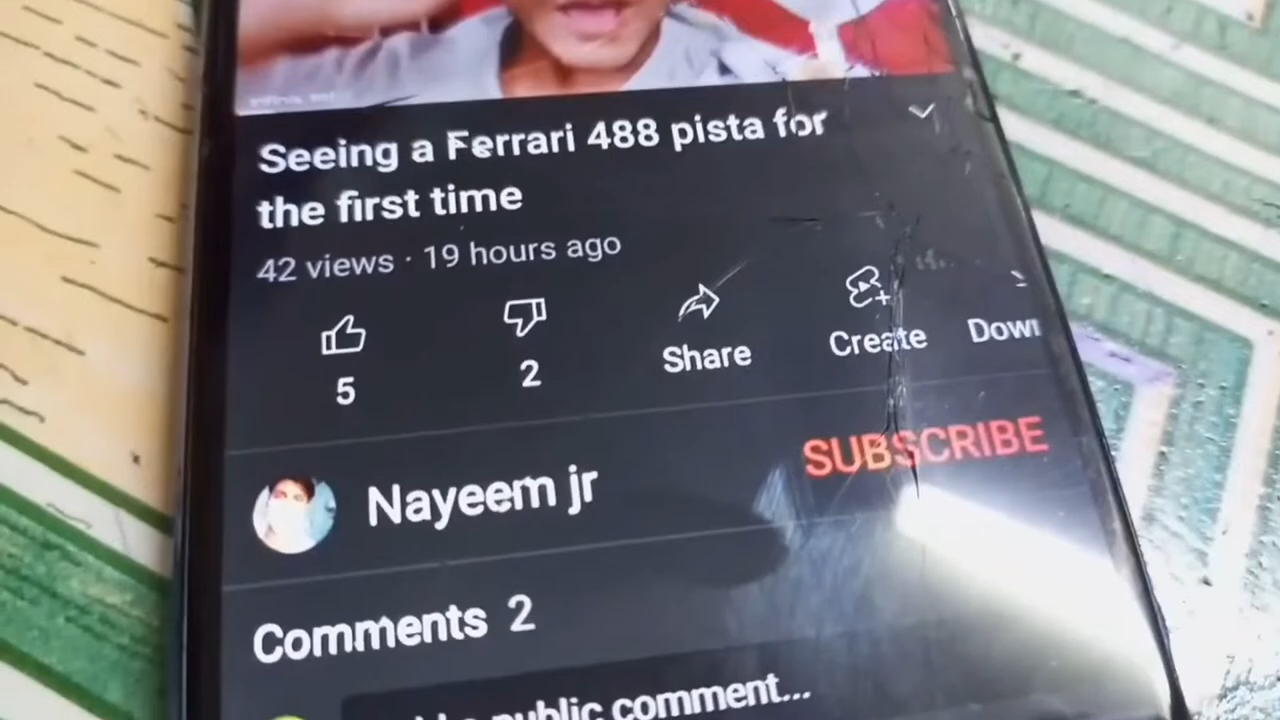 Seeing a Ferrari 488 pista for
the first time
42 views · 19 hours ago
5
2
Share
Create
Down
SUBSCRIBE
Nayeem jr
Comments 2
public comment...